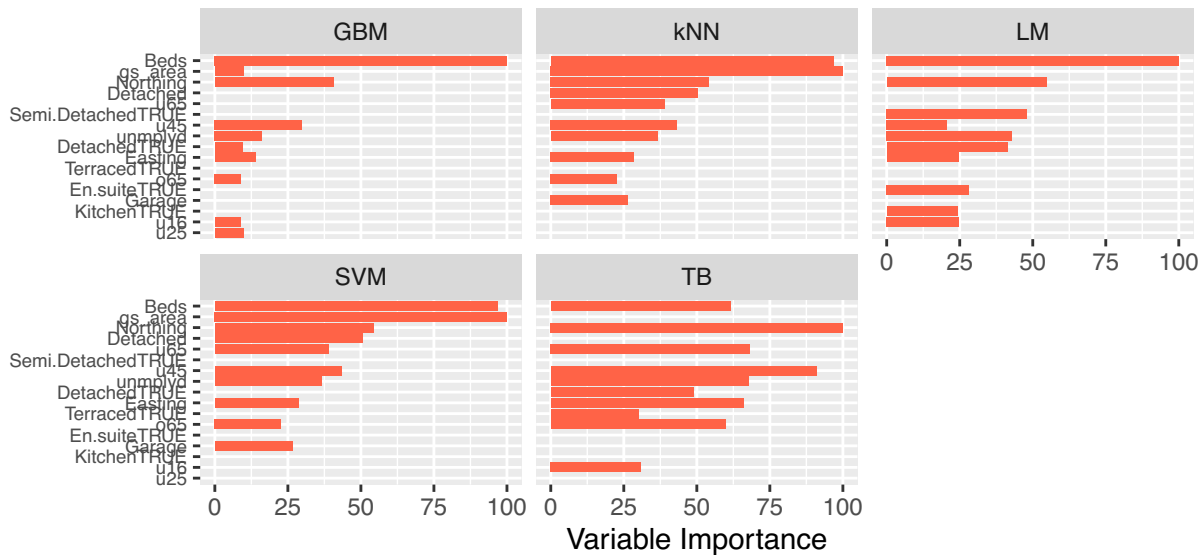 GBM kNN LM
Beds
gs_area
Northing
Detached
u65
Semi.DetachedTRUE
u45
unmplyd
DetachedTRUE
Easting
TerracedTRUE
o65
En.suiteTRUE
Garage
KitchenTRUE
u16
u25
0 25 50 75 100
SVM TB
Beds
gs_area
Northing
Detached
u65
Semi.DetachedTRUE
u45
unmplyd
DetachedTRUE
Easting
TerracedTRUE
o65
En.suiteTRUE
Garage
KitchenTRUE
u16
u25
0 25 50 75 100 0 25 50 75 100
Variable Importance